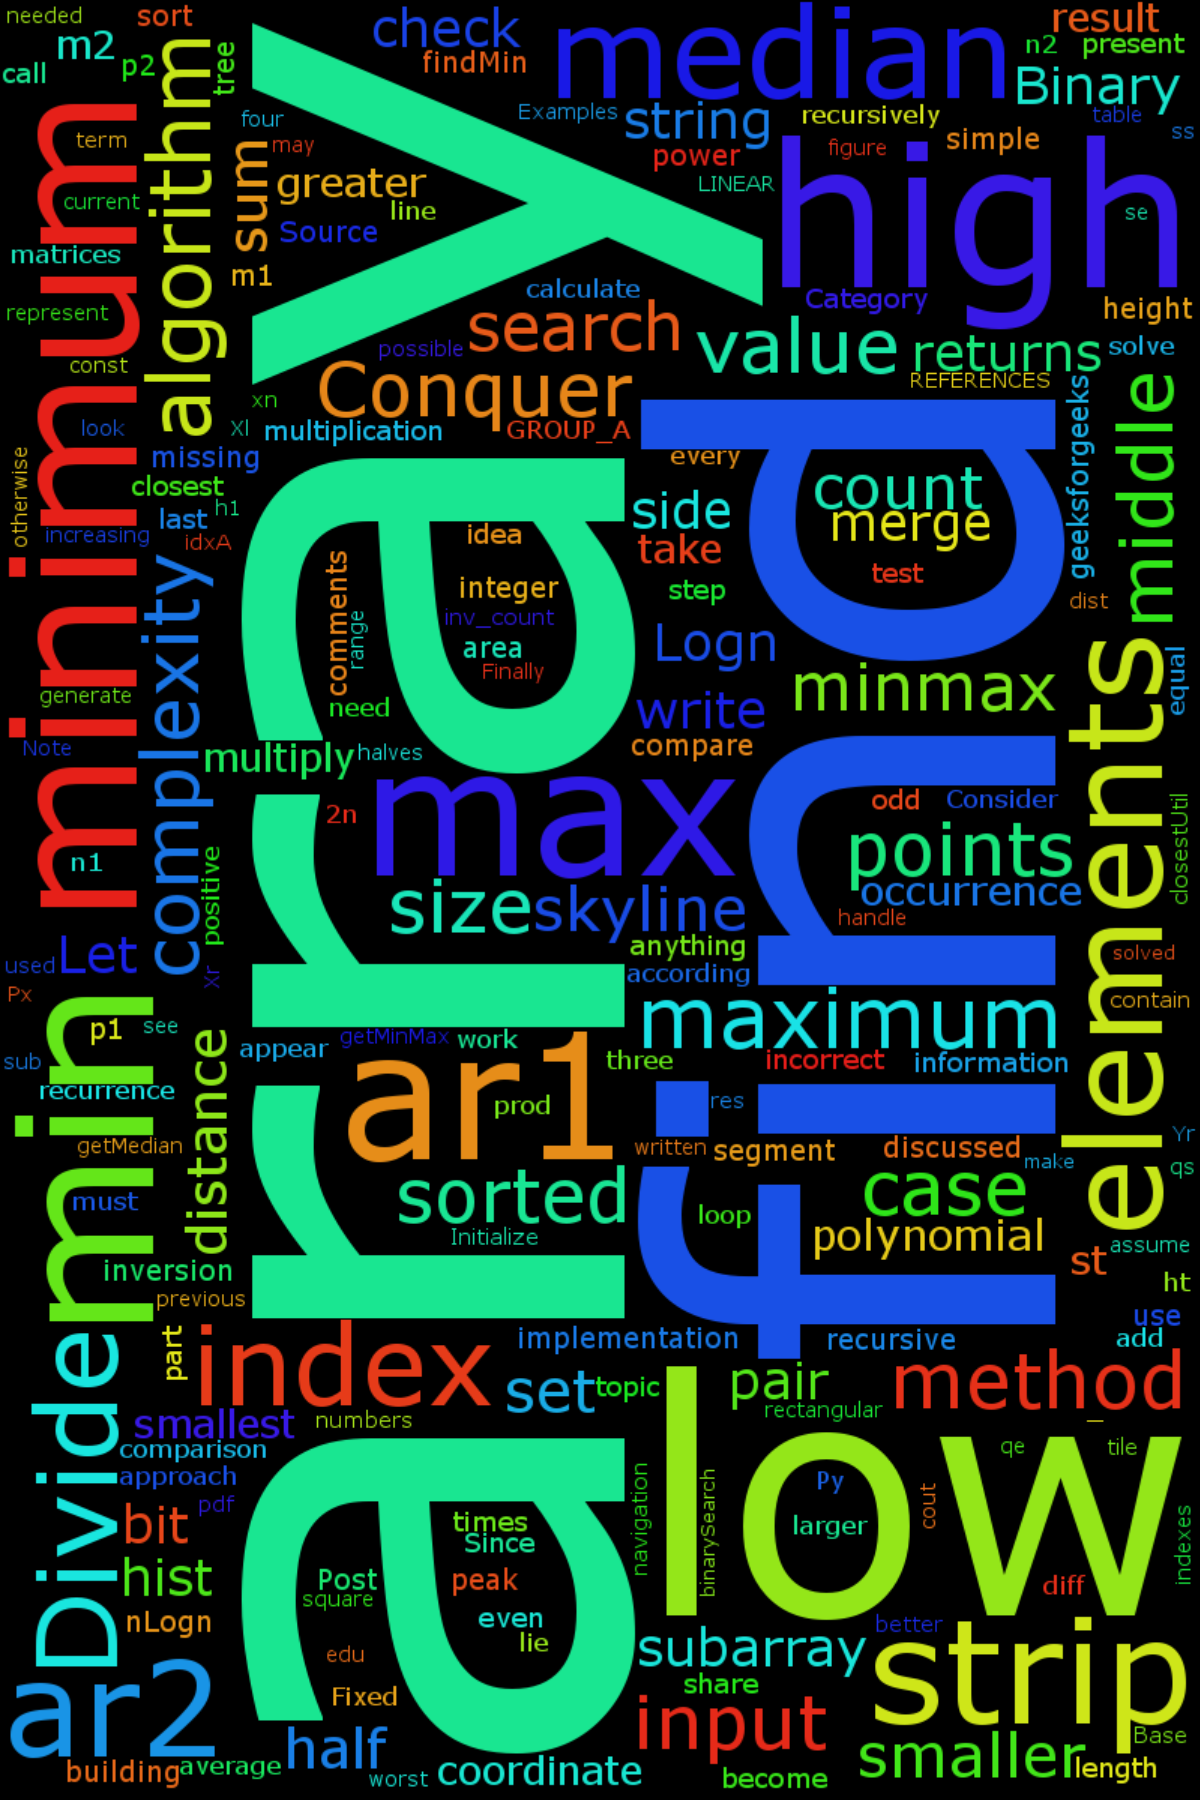 needed
sort
check
median
result
m2
findMin
n2
present
call
p2
tree
Binary
algorithm
array
Examples
string
recursively
table
minimum
four
term
may
sum
power
figure
simple
ss
high
greater
LINEAR
current
line
se
Source
matrices
m1
calculate
Category
height
represent
search
value
returns
solve
possible
const
Conquer
REFERENCES
geeksforgeeks
middle
xn
look
Xl
multiplication
GROUP_A
find
missing
every
otherwise
closest
count
h1
side
last
merge
increasing
idxA
idea
take
test
complexity
comments
integer
step
dist
range
inv_count
area
Logn
elements
equal
Finally
generate
need
minmax
write
Note
multiply
halves
compare
max
2n
odd
Consider
closestUtil
points
n1
positive
size
skyline
occurrence
handle
Let
anything
used
Xr
according
solved
Px
min
maximum
contain
p1
see
distance
getMinMax
work
appear
ar1
three
incorrect
information
sub
recurrence
prod
res
getMedian
written
segment
discussed
make
Yr
qs
must
sorted
case
loop
polynomial
Initialize
st
assume
inversion
ht
previous
use
Divide
part
index
implementation
recursive
add
set
topic
pair
method
rectangular
smallest
numbers
_
low
comparison
qe
tile
approach
navigation
binarySearch
Py
cout
pdf
bit
times
larger
indexes
Since
hist
Post
peak
diff
square
nLogn
even
better
strip
lie
subarray
edu
share
ar2
Fixed
input
Base
half
smaller
building
average
worst
coordinate
become
length